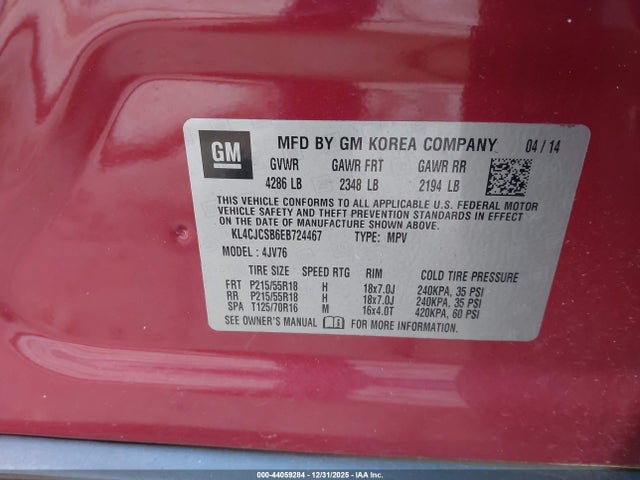 GM
MFD BY GM KOREA COMPANY 04 / 14
GVWR GAWR FRT GAWR RR
4286 LB 2348 LB 2194 LB
THIS VEHICLE CONFORMS TO ALL APPLICABLE U.S. FEDERAL MOTOR
VEHICLE SAFETY AND THEFT PREVENTION STANDARDS IN EFFECT
ON THE DATE OF MANUFACTURE SHOWN ABOVE.
KL4CJCSB6EB724467 TYPE: MPV
MODEL : 4JV76
TIRE SIZE SPEED RTG RIM COLD TIRE PRESSURE
FRT P215/55R18 H 18x7.0J 240KPA, 35 PSI
RR P215/55R18 H 18x7.0J 240KPA, 35 PSI
SPA T125/70R16 M 16x4.0T 420KPA, 60 PSI
SEE OWNER'S MANUAL FOR MORE INFORMATION.
000-44059284 - 12/31/2025 - IAA Inc.